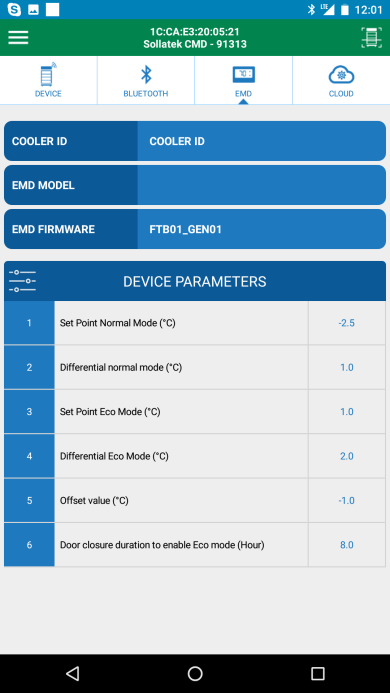 LTE 12:01
1C:CA:E3:20:05:21
Sollatek CMD - 91313
DEVICE BLUETOOTH EMD CLOUD
COOLER ID COOLER ID
EMD MODEL
EMD FIRMWARE FTB01_GEN01
DEVICE PARAMETERS
1 Set Point Normal Mode (°C) -2.5
2 Differential normal mode (°C) 1.0
3 Set Point Eco Mode (°C) 1.0
4 Differential Eco Mode (°C) 2.0
5 Offset value (°C) -1.0
6 Door closure duration to enable Eco mode (Hour) 8.0